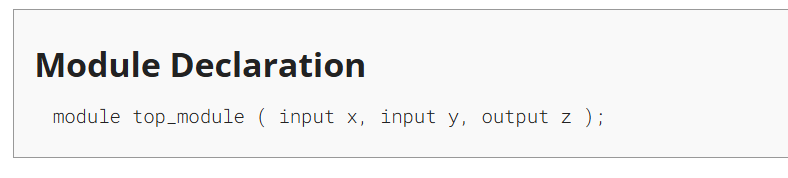 Module Declaration
module top_module ( input x, input y, output z );